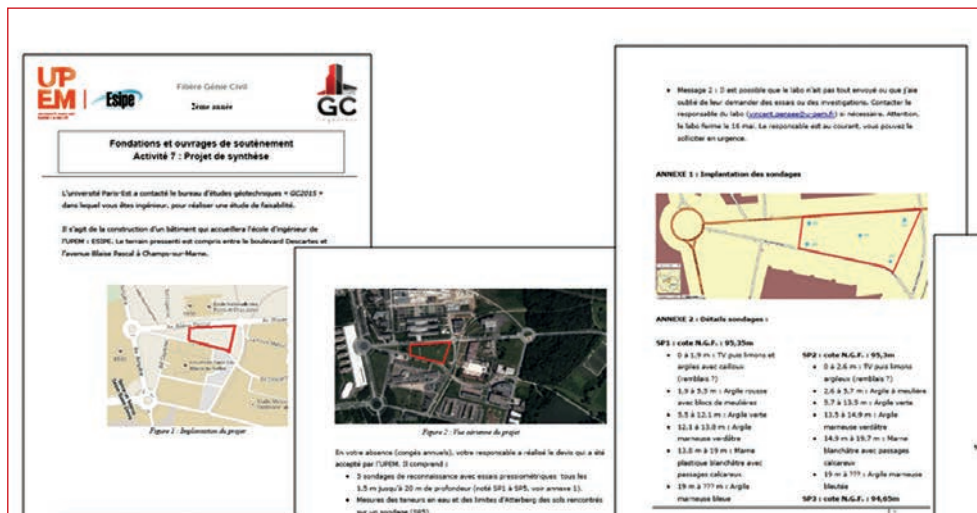 UP
EM
Esipe
Filière Génie Civil
2ème année
GC
Fondations et ouvrages de soutènement
Activité 7 : Projet de synthèse
L'université Paris-Est a contacté le bureau d'études géotechniques « GC2015 »
dans lequel vous êtes ingénieur, pour réaliser une étude de faisabilité.
Il s'agit de la construction d'un bâtiment qui accueillera l'école d'ingénieur de
l'UPEM : ESIPE. Le terrain pressenti est compris entre le boulevard Descartes et
l'avenue Blaise Pascal à Champs-sur-Marne.
Figure 1 : Implantation du projet
Figure 2 : Vue aérienne du projet
En votre absence (congés annuels), votre responsable a réalisé le devis qui a été
accepté par l'UPEM. Il comprend :
• 5 sondages de reconnaissance avec essais pressiométriques tous les
1.5 m jusqu'à 20 m de profondeur (noté SP1 à SP5, voir annexe 1).
• Mesures des teneurs en eau et des limites d'Atterberg des sols rencontrés
sur un sondage (SP5)
• Message 2 : Il est possible que le labo n'ait pas tout envoyé ou que j'aie
oublié de leur demander des essais ou des investigations. Contacter le
responsable du labo () si nécessaire. Attention,
le labo ferme le 16 mai. Le responsable est au courant, vous pouvez le
solliciter en urgence.
ANNEXE 1 : Implantation des sondages
ANNEXE 2 : Détails sondages :
SP1 : cote N.G.F. : 95,35m
• 0 à 1,9 m : TV puis limons et
argiles avec cailloux
(remblais ?)
• 1,9 à 5,5 m : Argile rousse
avec blocs de meulières
• 5,5 à 12,1 m : Argile verte
• 12,1 à 13,8 m : Argile
marneuse verdâtre
• 13,8 m à 19 m : Marne
plastique blanchâtre avec
passages calcareux
• 19 m à ??? m : Argile
marneuse bleue
SP2 : cote N.G.F. : 95,3m
• 0 à 2,6 m : TV puis limons
argileux (remblais ?)
• 2,6 à 5,7 m : Argile à meulière
• 5,7 à 13,5 m : Argile verte
• 13,5 à 14,9 m : Argile
marneuse verdâtre
• 14,9 m à 19,7 m : Marne
blanchâtre avec passages
calcareux
• 19 m à ??? m : Argile marneuse
bleutée
SP3 : cote N.G.F. : 94,65m